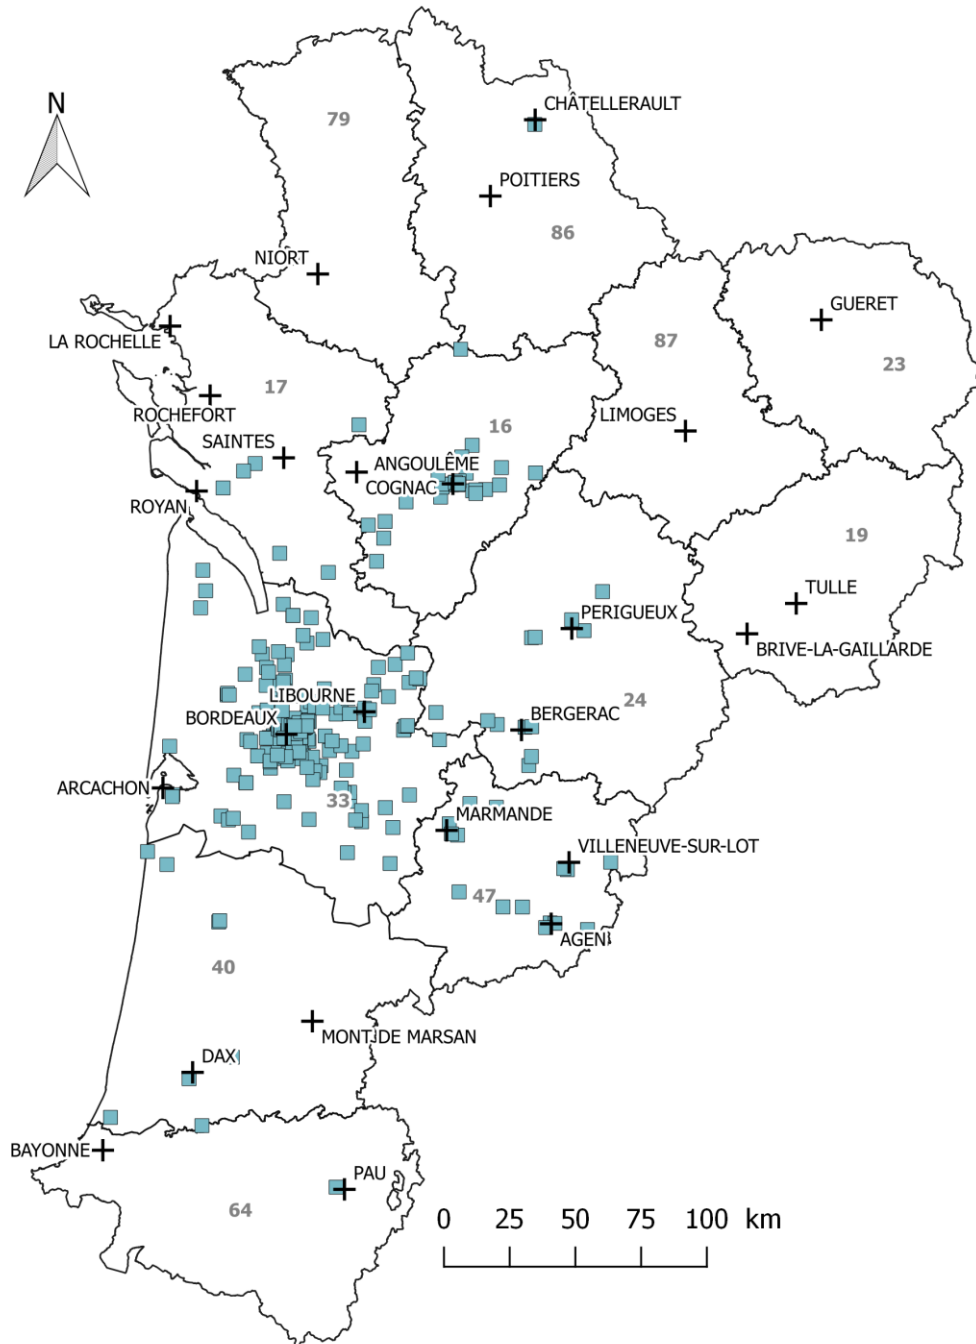 N
79
CHÂTELLERAULT
POITIERS
86
NIORT
LA ROCHELLE
GUERET
87
23
17
ROCHEFORT
LIMOGES
16
SAINTES
ANGOULÊME
COGNAC
ROYAN
19
TULLE
PERIGUEUX
BRIVE-LA-GAILLARDE
LIBOURNE
24
BORDEAUX
BERGERAC
ARCACHON
33
MARMANDE
VILLENEUVE-SUR-LOT
47
AGEN
40
MONT DE MARSAN
DAX
BAYONNE
PAU
64
0 25 50 75 100 km